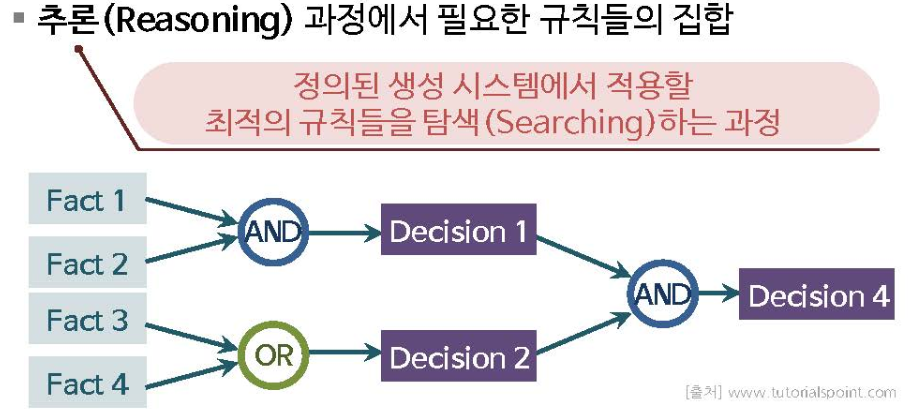 ▪ 추론(Reasoning) 과정에서 필요한 규칙들의 집합
정의된 생성 시스템에서 적용할
최적의 규칙들을 탐색(Searching)하는 과정
Fact 1
Fact 2
AND
Decision 1
Fact 3
Fact 4
OR
Decision 2
AND
Decision 4
[출처] www.tutorialspoint.com